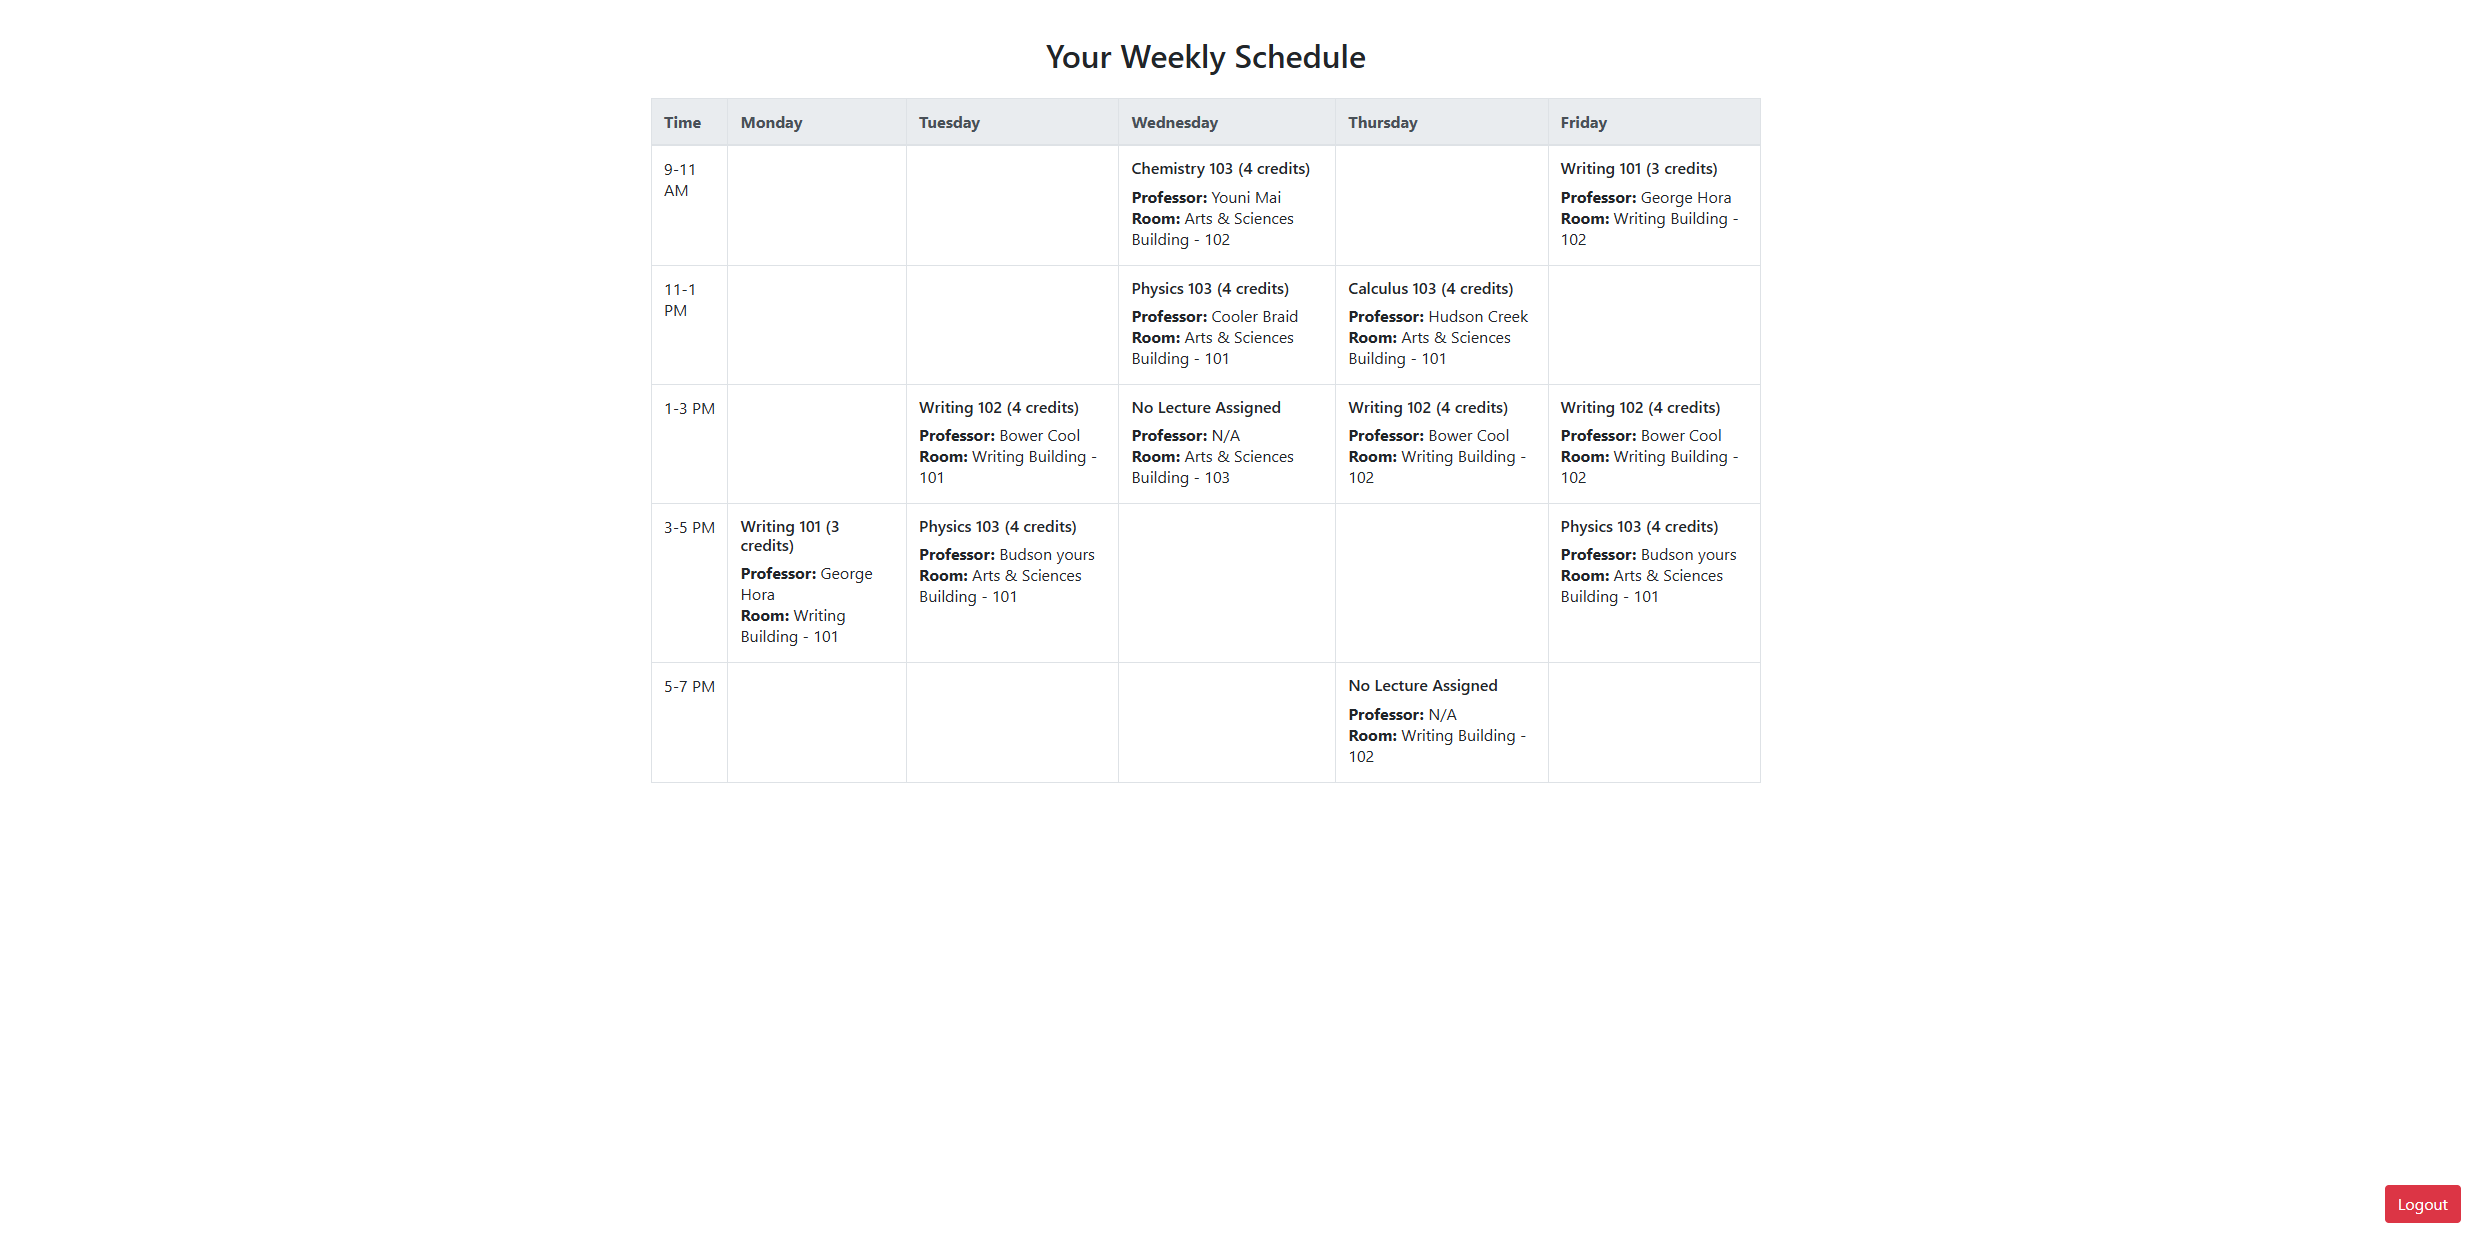 Your Weekly Schedule
Time Monday Tuesday Wednesday Thursday Friday
9-11
AM
Chemistry 103 (4 credits)
Professor: Youni Mai
Room: Arts & Sciences
Building - 102
Writing 101 (3 credits)
Professor: George Hora
Room: Writing Building -
102
11-1
PM
Physics 103 (4 credits)
Professor: Cooler Braid
Room: Arts & Sciences
Building - 101
Calculus 103 (4 credits)
Professor: Hudson Creek
Room: Arts & Sciences
Building - 101
1-3 PM
Writing 102 (4 credits)
Professor: Bower Cool
Room: Writing Building -
101
No Lecture Assigned
Professor: N/A
Room: Arts & Sciences
Building - 103
Writing 102 (4 credits)
Professor: Bower Cool
Room: Writing Building -
102
Writing 102 (4 credits)
Professor: Bower Cool
Room: Writing Building -
102
3-5 PM
Writing 101 (3
credits)
Professor: George
Hora
Room: Writing
Building - 101
Physics 103 (4 credits)
Professor: Budson yours
Room: Arts & Sciences
Building - 101
Physics 103 (4 credits)
Professor: Budson yours
Room: Arts & Sciences
Building - 101
5-7 PM
No Lecture Assigned
Professor: N/A
Room: Writing Building -
102
Logout